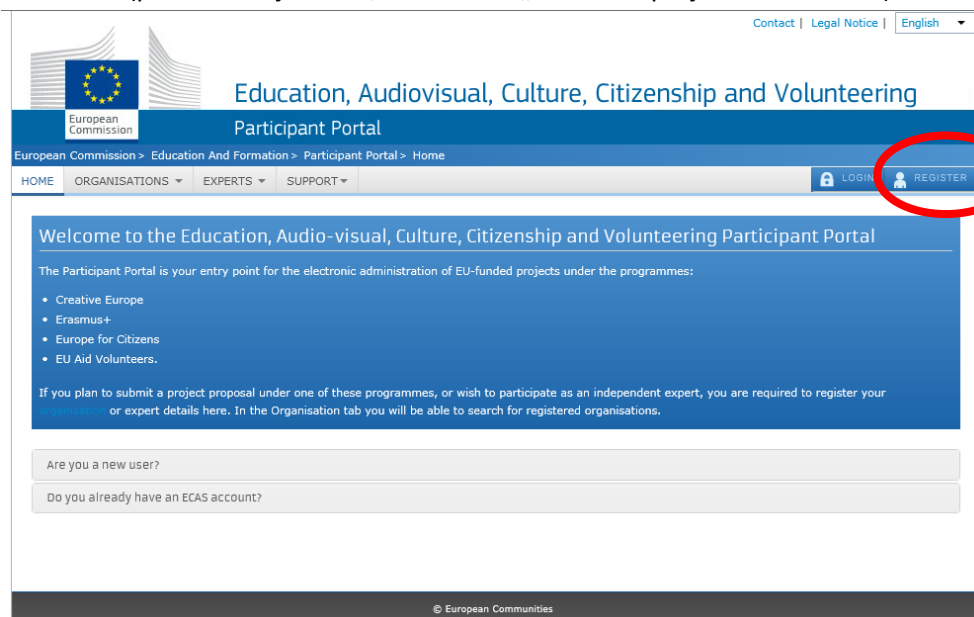 Contact | Legal Notice | English
Education, Audiovisual, Culture, Citizenship and Volunteering
European
Commission
Participant Portal
European Commission > Education And Formation > Participant Portal > Home
HOME ORGANISATIONS EXPERTS SUPPORT LOGIN REGISTER
Welcome to the Education, Audio-visual, Culture, Citizenship and Volunteering Participant Portal
The Participant Portal is your entry point for the electronic administration of EU-funded projects under the programmes:
• Creative Europe
• Erasmus+
• Europe for Citizens
• EU Aid Volunteers.
If you plan to submit a project proposal under one of these programmes, or wish to participate as an independent expert, you are required to register your
organisation or expert details here. In the Organisation tab you will be able to search for registered organisations.
Are you a new user?
Do you already have an ECAS account?
© European Communities